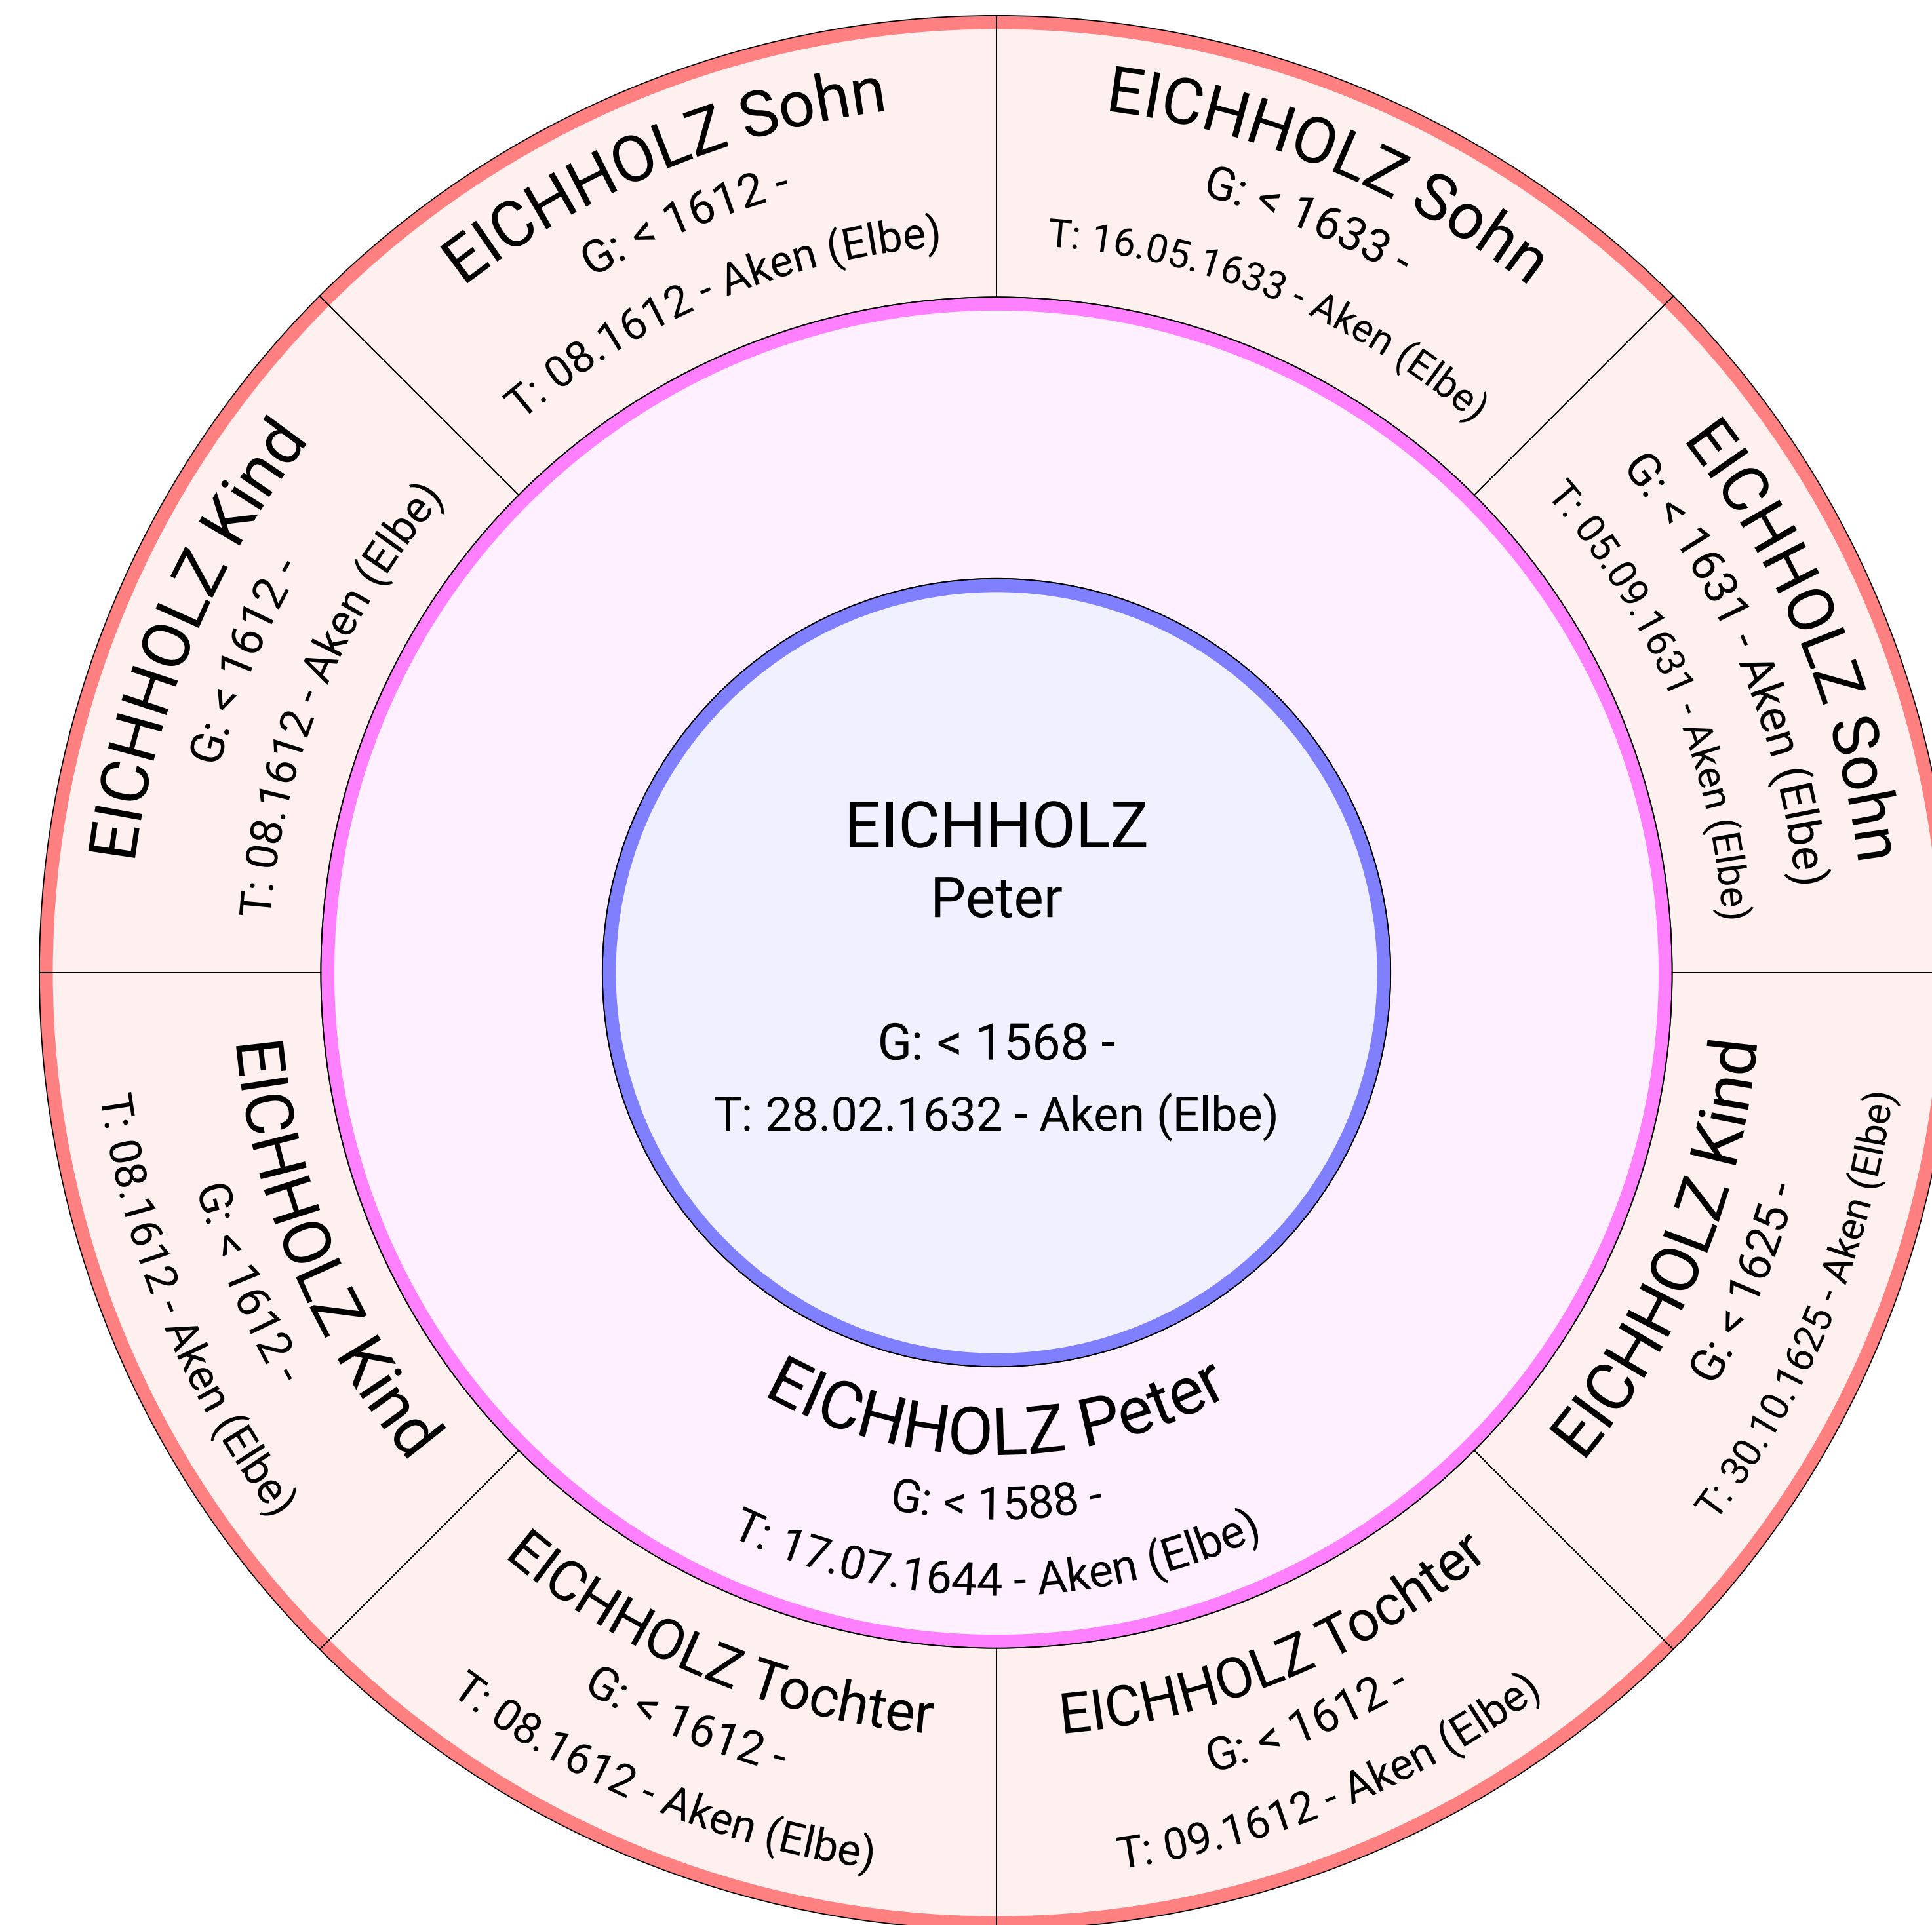 EICHHOLZ
Peter
G: < 1568 -
T: 28.02.1632 - Aken (Elbe)
EICHHOLZ Peter
G: < 1588 -
T: 17.07.1644 - Aken (Elbe)
EICHHOLZ Sohn
G: < 1633 -
T: 16.05.1633 - Aken (Elbe)
EICHHOLZ Sohn
G: < 1631 - Aken (Elbe)
T: 05.09.1631 - Aken (Elbe)
EICHHOLZ Kind
G: < 1625 -
T: 30.10.1625 - Aken (Elbe)
EICHHOLZ Tochter
G: < 1612 -
T: 09.1612 - Aken (Elbe)
EICHHOLZ Tochter
G: < 1612 -
T: 08.1612 - Aken (Elbe)
EICHHOLZ Kind
G: < 1612 -
T: 08.1612 - Aken (Elbe)
EICHHOLZ Kind
G: < 1612 -
T: 08.1612 - Aken (Elbe)
EICHHOLZ Sohn
G: < 1612 -
T: 08.1612 - Aken (Elbe)